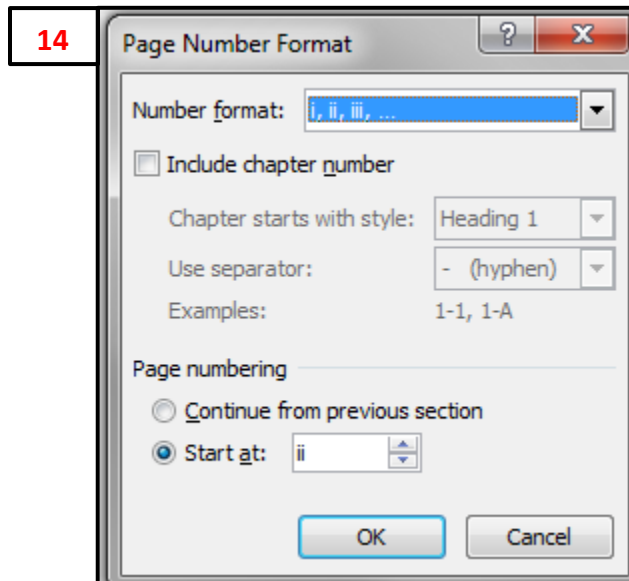 14
Page Number Format
Number format: i, ii, iii, ...
Include chapter number
Chapter starts with style: Heading 1
Use separator: - (hyphen)
Examples: 1-1, 1-A
Page numbering
Continue from previous section
Start at: ii
OK Cancel